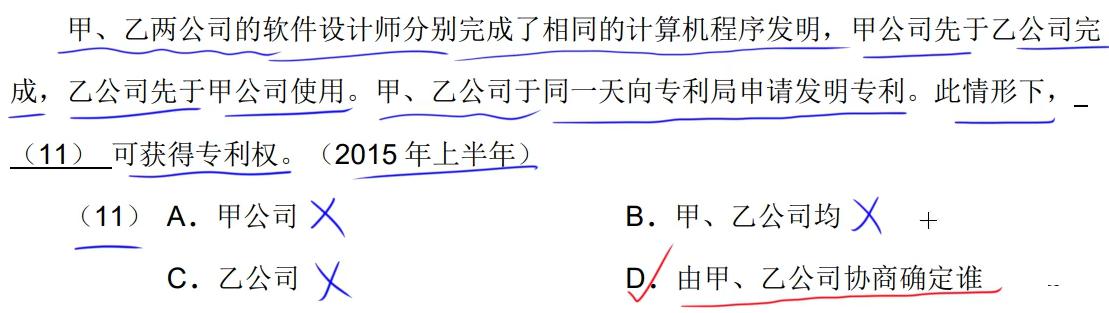 甲、乙两公司的软件设计师分别完成了相同的计算机程序发明，甲公司先于乙公司完
成，乙公司先于甲公司使用。甲、乙公司于同一天向专利局申请发明专利。此情形下，
（11） 可获得专利权。（2015 年上半年）
（11） A．甲公司 B．甲、乙公司均
C．乙公司 D．由甲、乙公司协商确定谁